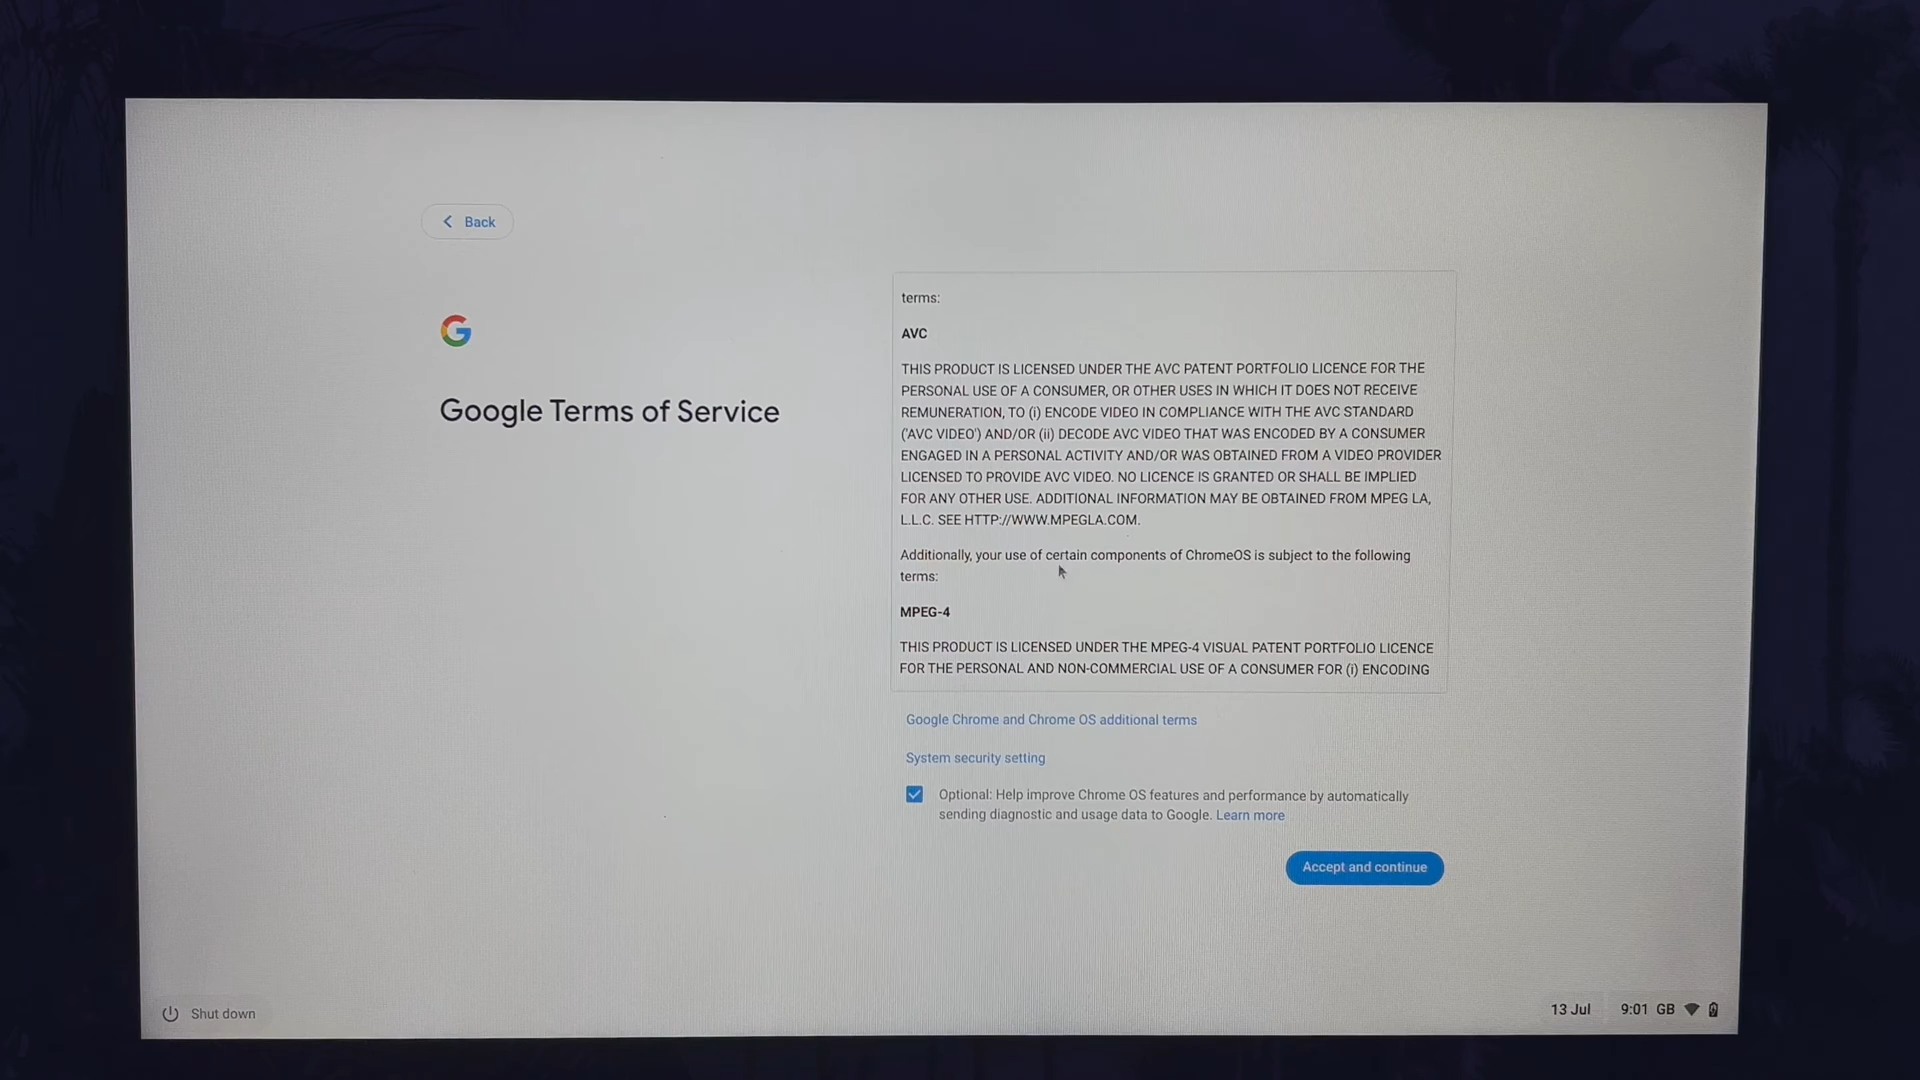 Back
Google Terms of Service
terms:
AVC
THIS PRODUCT IS LICENSED UNDER THE AVC PATENT PORTFOLIO LICENCE FOR THE
PERSONAL USE OF A CONSUMER, OR OTHER USES IN WHICH IT DOES NOT RECEIVE
REMUNERATION, TO (i) ENCODE VIDEO IN COMPLIANCE WITH THE AVC STANDARD
('AVC VIDEO') AND/OR (ii) DECODE AVC VIDEO THAT WAS ENCODED BY A CONSUMER
ENGAGED IN A PERSONAL ACTIVITY AND/OR WAS OBTAINED FROM A VIDEO PROVIDER
LICENSED TO PROVIDE AVC VIDEO. NO LICENCE IS GRANTED OR SHALL BE IMPLIED
FOR ANY OTHER USE. ADDITIONAL INFORMATION MAY BE OBTAINED FROM MPEG LA,
L.L.C. SEE HTTP://WWW.MPEGLA.COM.
Additionally, your use of certain components of ChromeOS is subject to the following
terms:
MPEG-4
THIS PRODUCT IS LICENSED UNDER THE MPEG-4 VISUAL PATENT PORTFOLIO LICENCE
FOR THE PERSONAL AND NON-COMMERCIAL USE OF A CONSUMER FOR (i) ENCODING
Google Chrome and Chrome OS additional terms
System security setting
Optional: Help improve Chrome OS features and performance by automatically
sending diagnostic and usage data to Google. Learn more
Accept and continue
Shut down
13 Jul 9:01 GB